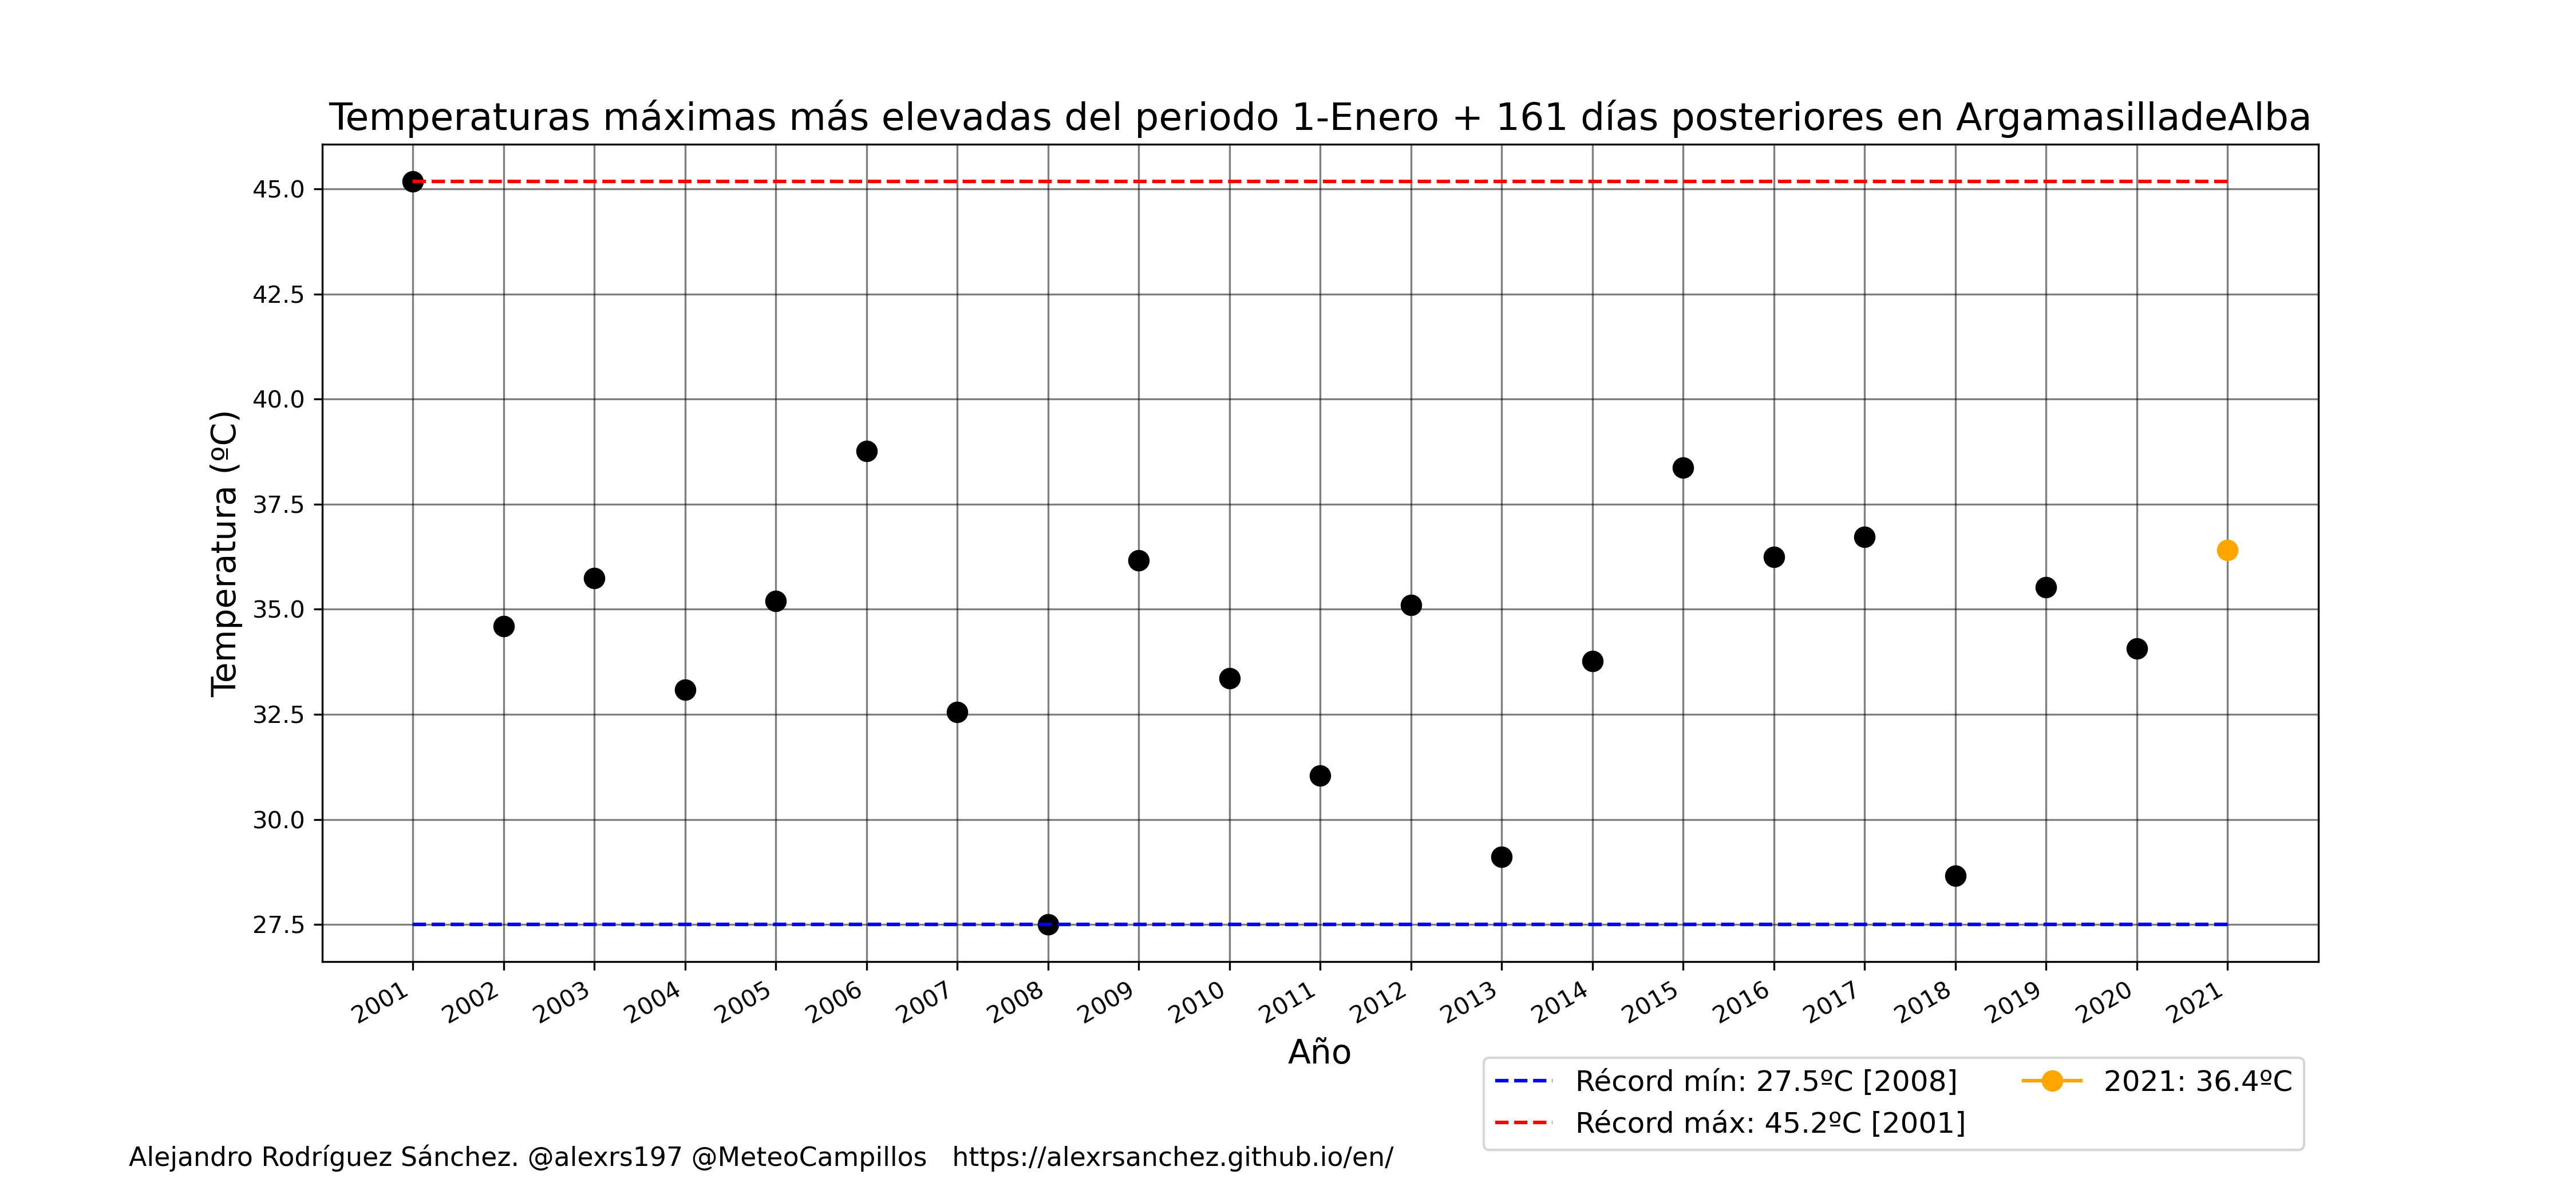 Temperaturas máximas más elevadas del periodo 1-Enero + 161 días posteriores en ArgamasilladeAlba
Temperatura (ºC)
45.0
42.5
40.0
37.5
35.0
32.5
30.0
27.5
2001 2002 2003 2004 2005 2006 2007 2008 2009 2010 2011 2012 2013 2014 2015 2016 2017 2018 2019 2020 2021
Año
Récord mín: 27.5ºC [2008]
Récord máx: 45.2ºC [2001]
2021: 36.4ºC
Alejandro Rodríguez Sánchez. @alexrs197 @MeteoCampillos https://alexrsanchez.github.io/en/